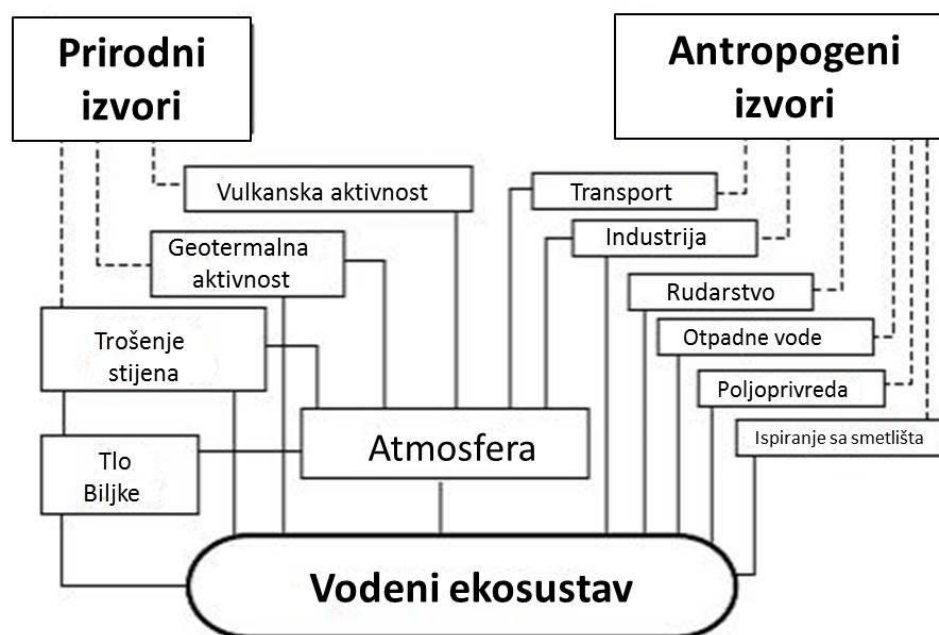 Prirodni
izvori
Antropogeni
izvori
Vulkanska aktivnost
Transport
Geotermalna
aktivnost
Industrija
Rudarstvo
Trošenje
stijena
Otpadne vode
Poljoprivreda
Atmosfera
Ispiranje sa smetlišta
Tlo
Biljke
Vodeni ekosustav